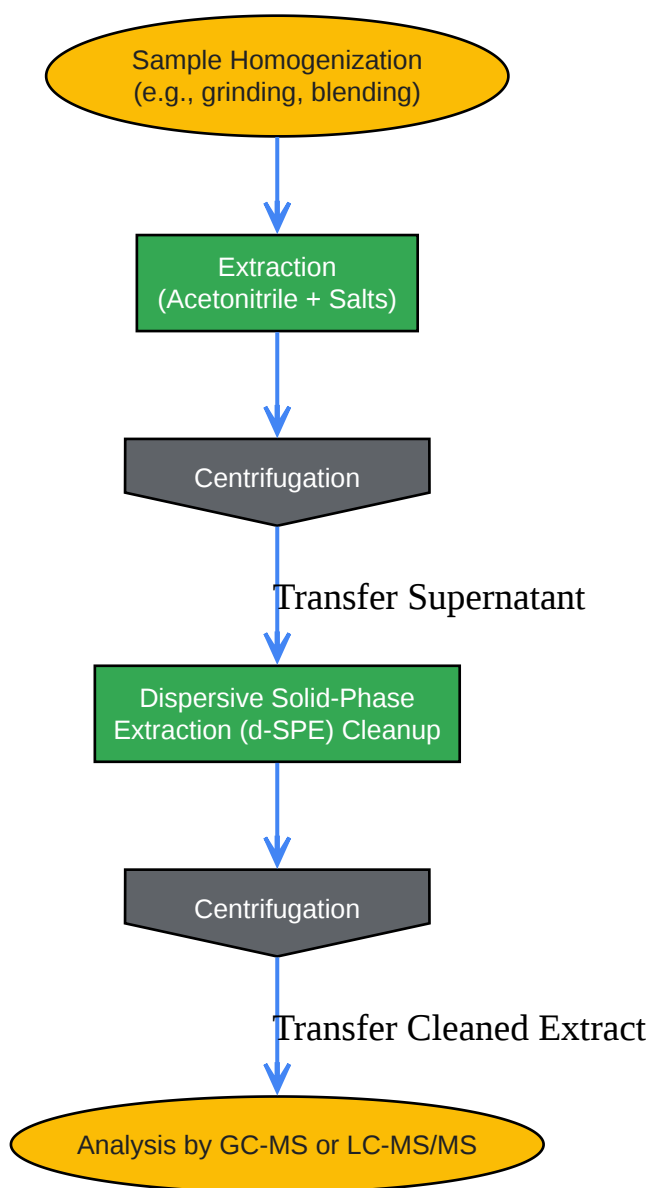 Sample Homogenization
(e.g., grinding, blending)
Extraction
(Acetonitrile + Salts)
Centrifugation
Transfer Supernatant
Dispersive Solid-Phase
Extraction (d-SPE) Cleanup
Centrifugation
Transfer Cleaned Extract
Analysis by GC-MS or LC-MS/MS